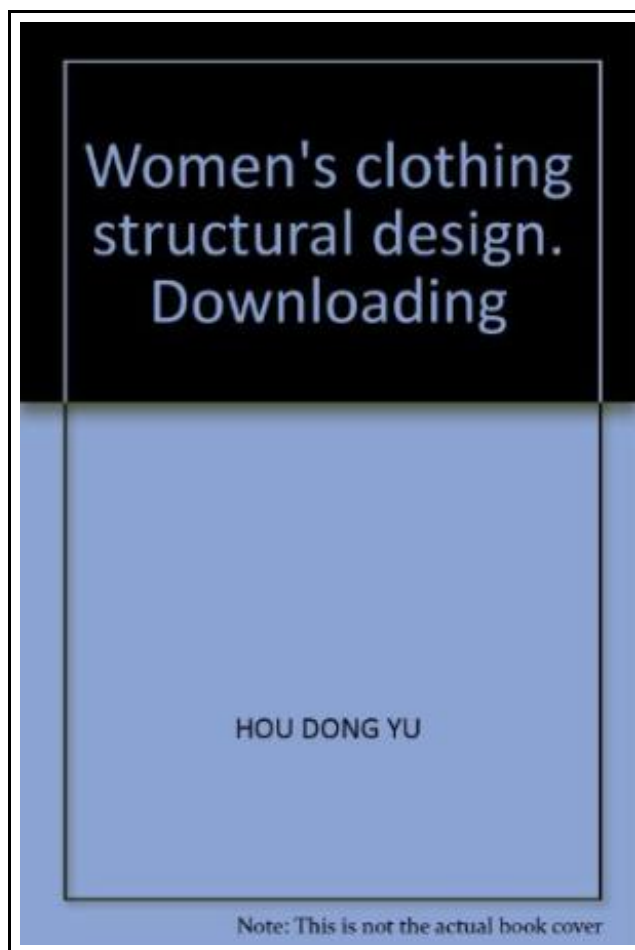 Women's clothing
structural design.
Downloading
HOU DONG YU
Note: This is not the actual book cover